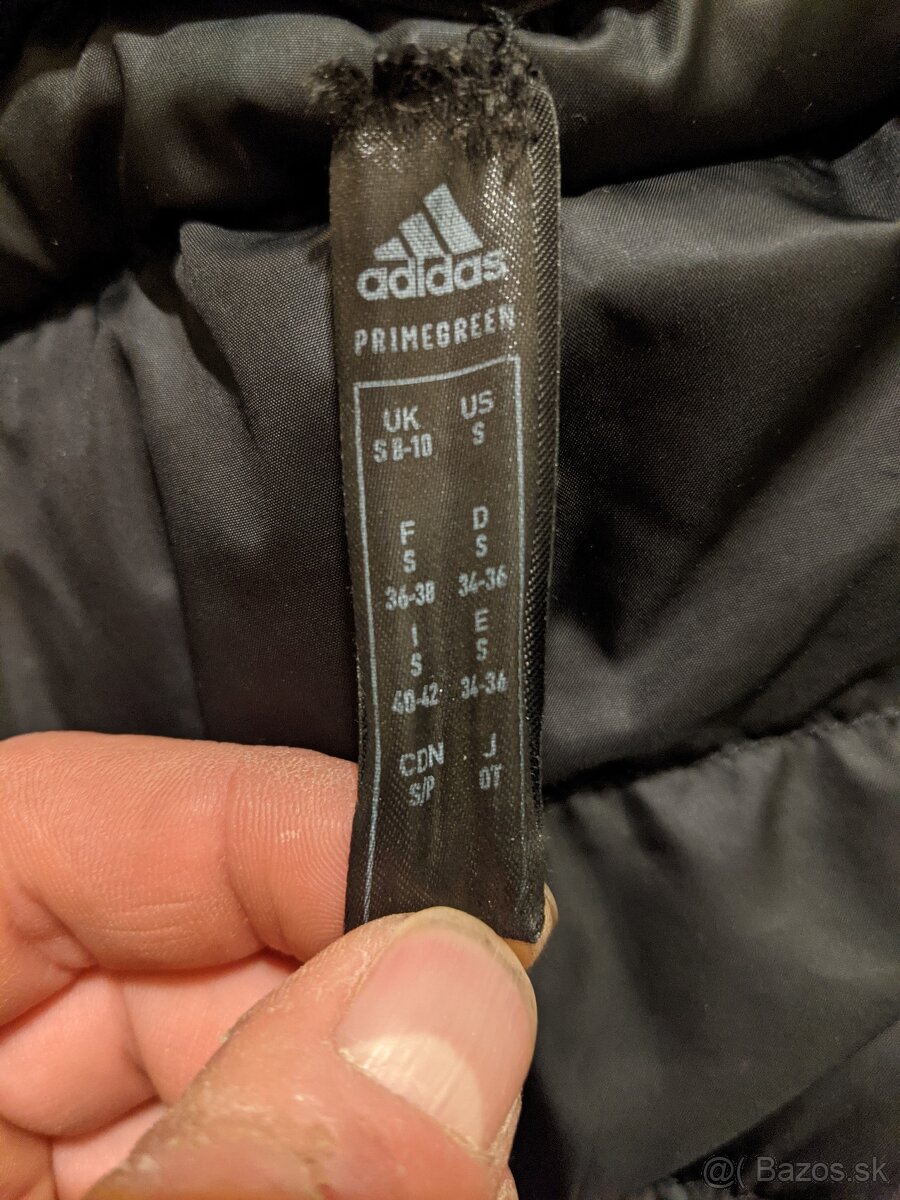 adidas
PRIMEGREEN
UK US
S 8-10 S
F D
S S
36-38 34-36
I E
S S
40-42 34-36
CDN J
S/P OT
@( Bazos.sk